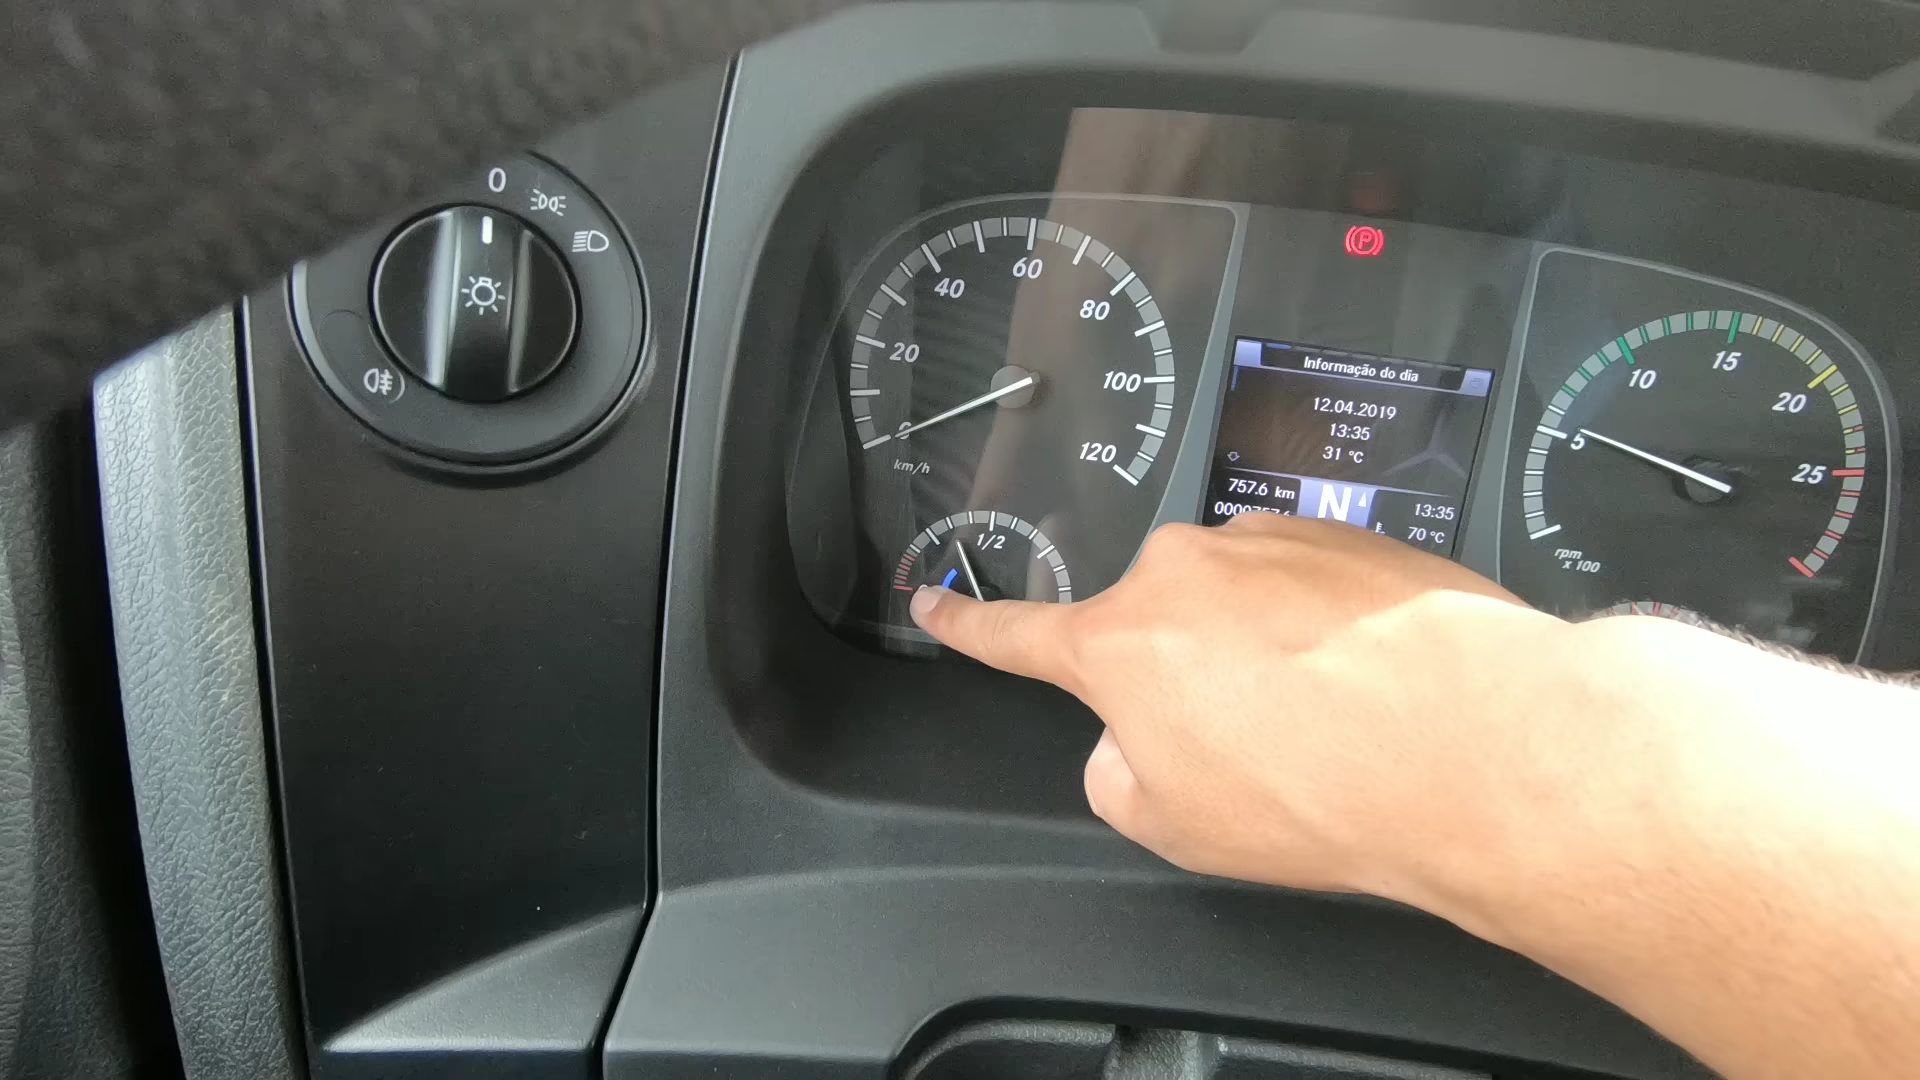 0
0
20
40
60
80
100
120
km/h
1/2
Informação do dia
12.04.2019
13:35
31 °C
757.6 km
N
13:35
70 °C
P
5
10
15
20
25
rpm
x 100